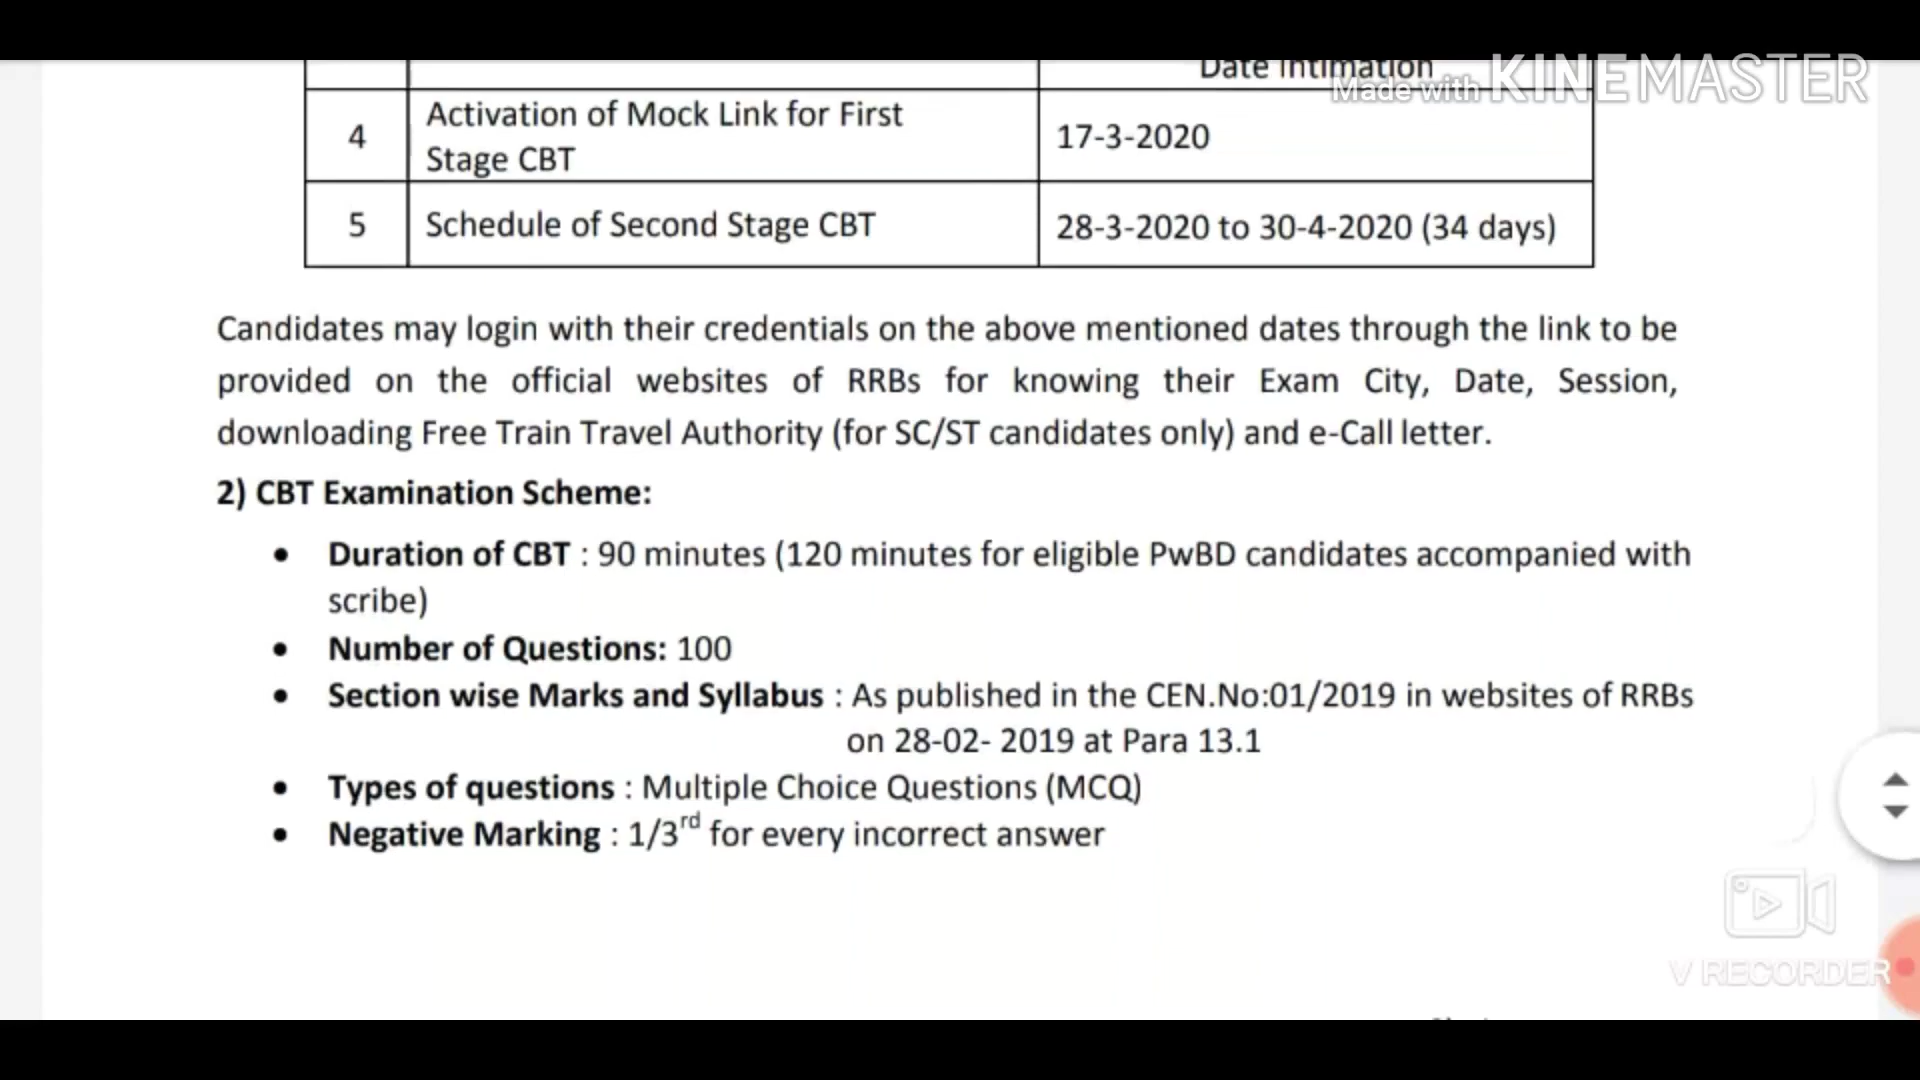 Date Intimation
Made with KINEMASTER
4
Activation of Mock Link for First
Stage CBT
17-3-2020
5
Schedule of Second Stage CBT
28-3-2020 to 30-4-2020 (34 days)
Candidates may login with their credentials on the above mentioned dates through the link to be
provided on the official websites of RRBs for knowing their Exam City, Date, Session,
downloading Free Train Travel Authority (for SC/ST candidates only) and e-Call letter.
2) CBT Examination Scheme:
• Duration of CBT : 90 minutes (120 minutes for eligible PwBD candidates accompanied with
scribe)
• Number of Questions: 100
• Section wise Marks and Syllabus : As published in the CEN.No:01/2019 in websites of RRBs
on 28-02- 2019 at Para 13.1
• Types of questions : Multiple Choice Questions (MCQ)
• Negative Marking : 1/3rd for every incorrect answer
V RECORDER